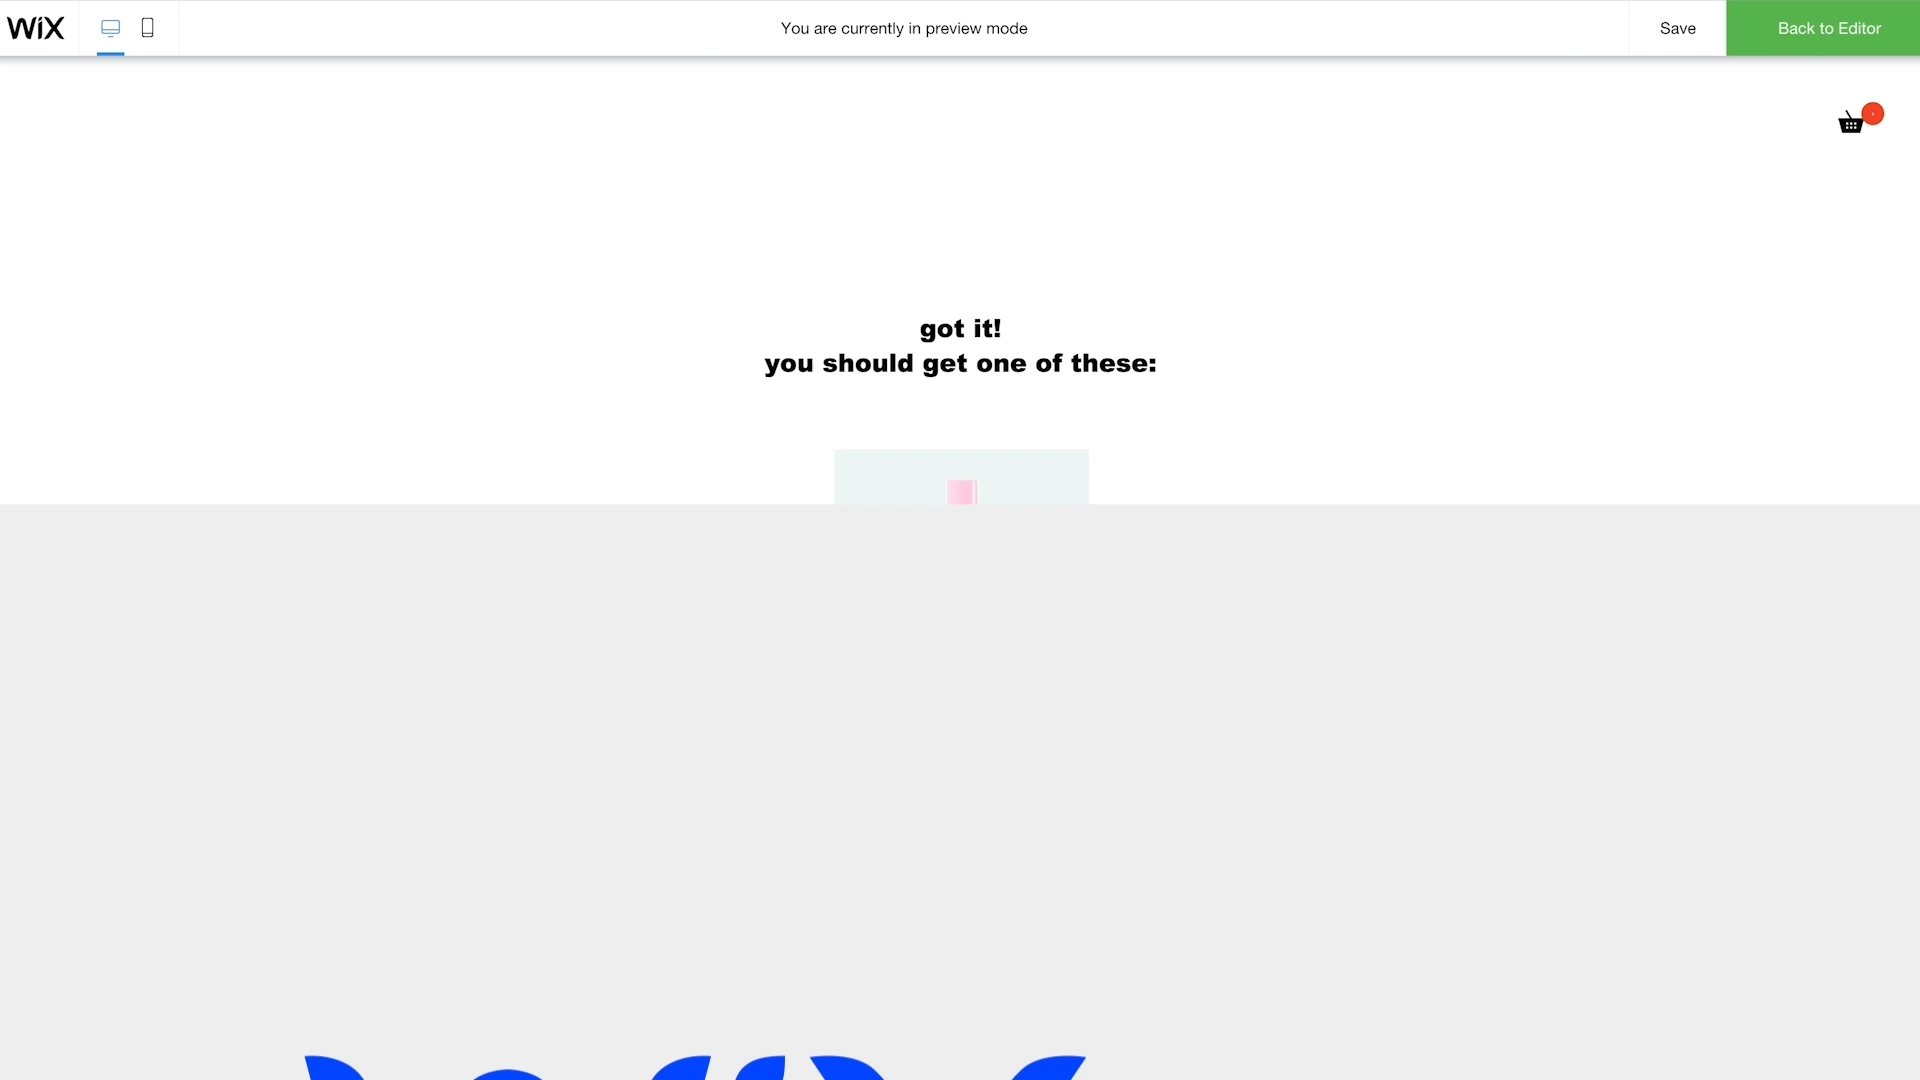 WiX
You are currently in preview mode
Save
Back to Editor
got it!
you should get one of these: